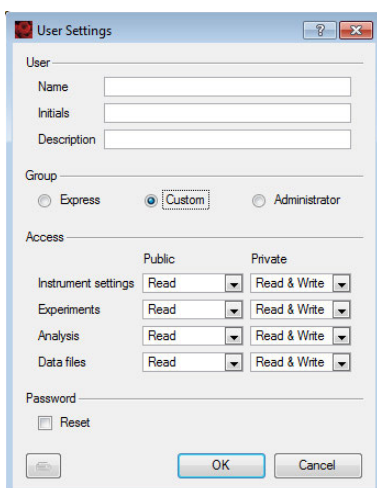 User Settings
User
Name
Initials
Description
Group
Express Custom Administrator
Access
Public Private
Instrument settings Read Read & Write
Experiments Read Read & Write
Analysis Read Read & Write
Data files Read Read & Write
Password
Reset
OK Cancel